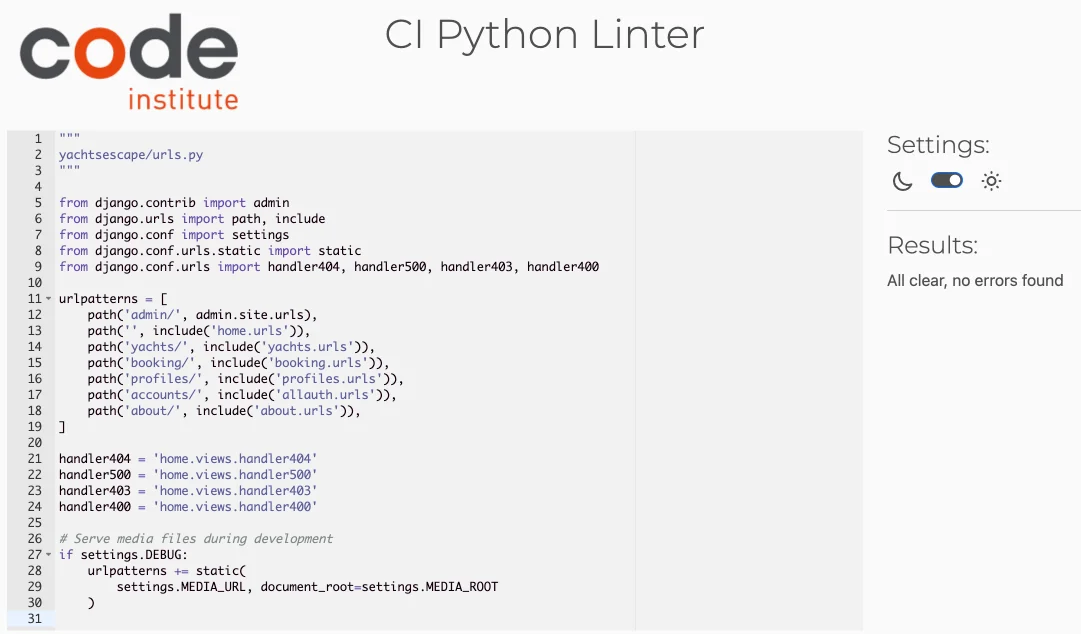 code
institute
CI Python Linter
1 """
2 yachtsescape/urls.py
3 """
4
5 from django.contrib import admin
6 from django.urls import path, include
7 from django.conf import settings
8 from django.conf.urls.static import static
9 from django.conf.urls import handler404, handler500, handler403, handler400
10
11 urlpatterns = [
12     path('admin/', admin.site.urls),
13     path('', include('home.urls')),
14     path('yachts/', include('yachts.urls')),
15     path('booking/', include('booking.urls')),
16     path('profiles/', include('profiles.urls')),
17     path('accounts/', include('allauth.urls')),
18     path('about/', include('about.urls')),
19 ]
20
21 handler404 = 'home.views.handler404'
22 handler500 = 'home.views.handler500'
23 handler403 = 'home.views.handler403'
24 handler400 = 'home.views.handler400'
25
26 # Serve media files during development
27 if settings.DEBUG:
28     urlpatterns += static(
29         settings.MEDIA_URL, document_root=settings.MEDIA_ROOT
30     )
31
Settings:
Results:
All clear, no errors found